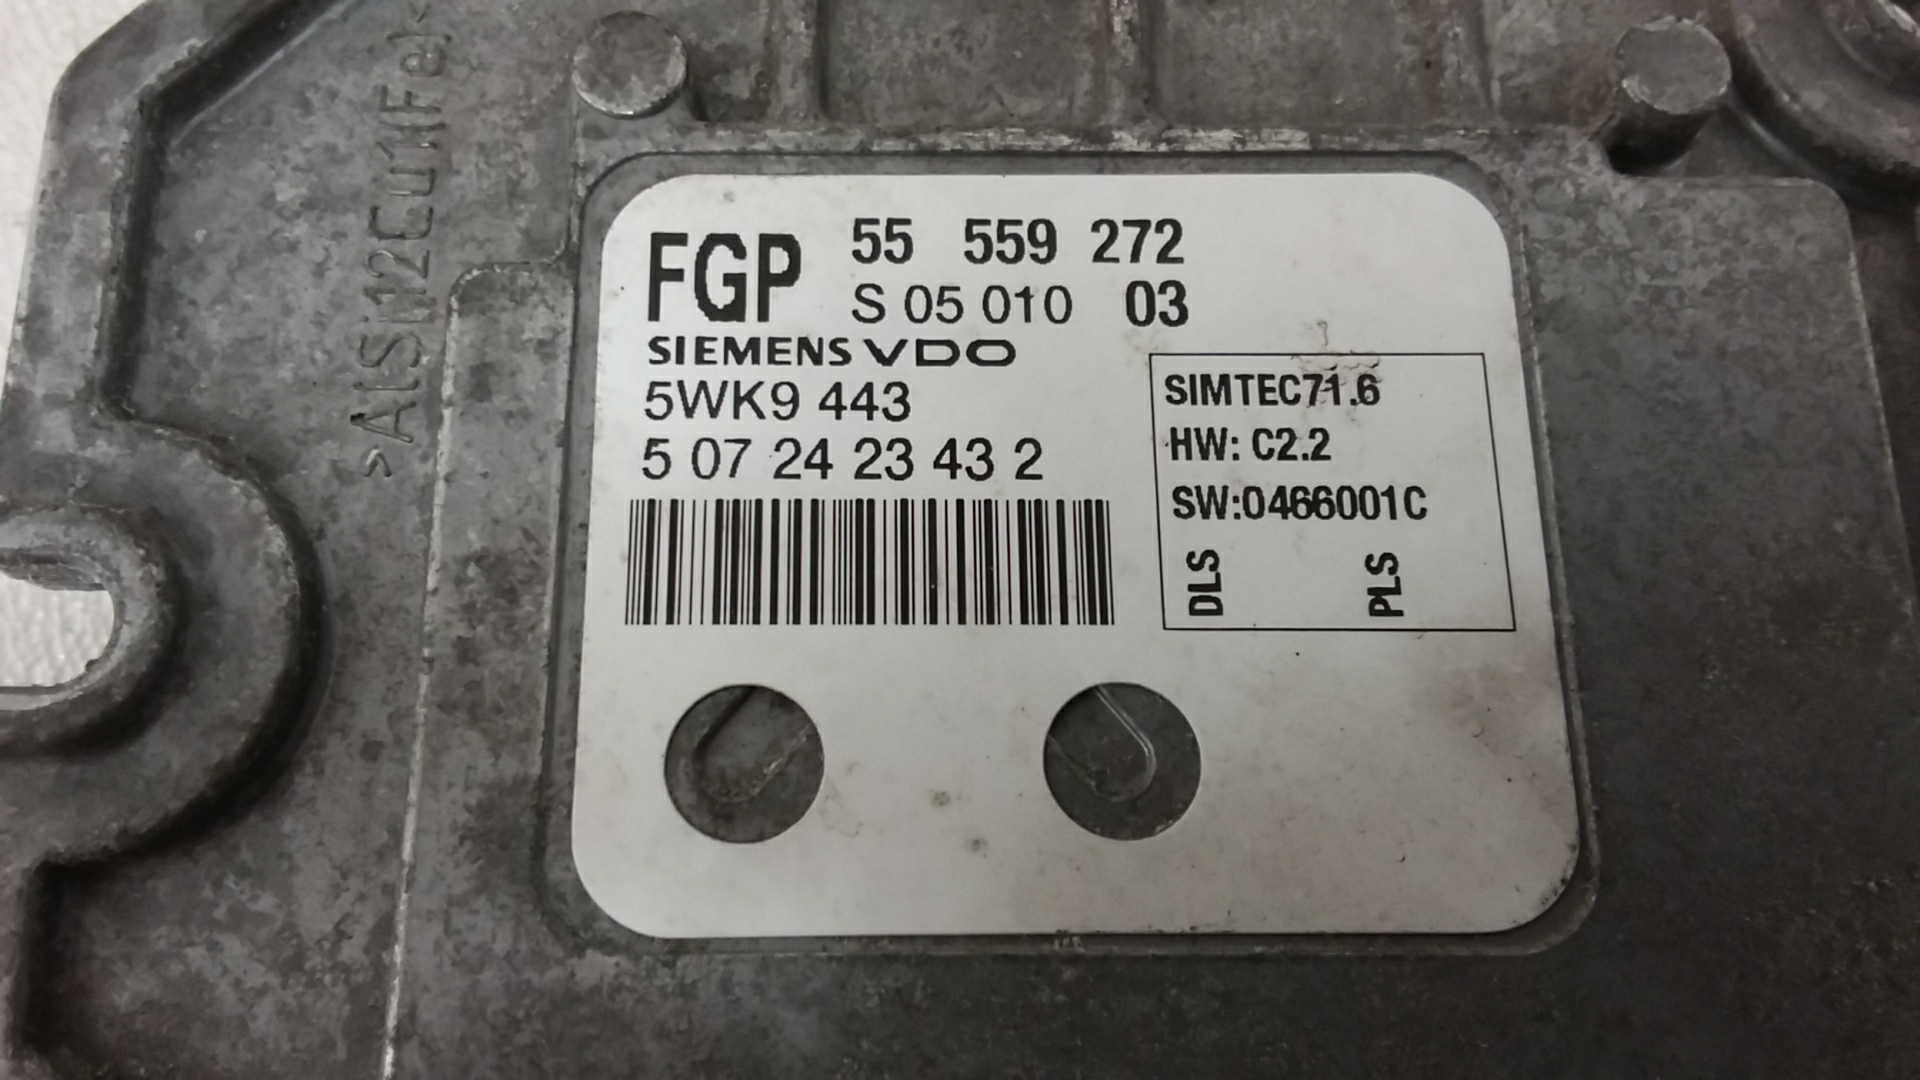 FGP 55 559 272
S 05 010 03
SIEMENS VDO
5WK9 443
5 07 24 23 43 2
SIMTEC71.6
HW: C2.2
SW:0466001C
DLS PLS
>AlSi12Cu1Fe<